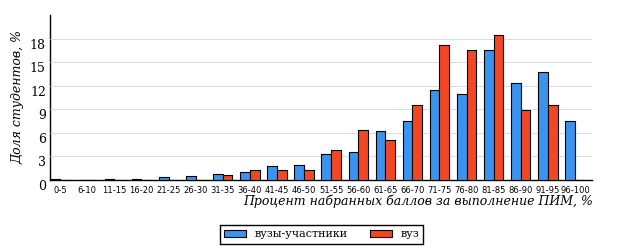 Доля студентов, %
18
15
12
9
6
3
0
0-5 6-10 11-15 16-20 21-25 26-30 31-35 36-40 41-45 46-50 51-55 56-60 61-65 66-70 71-75 76-80 81-85 86-90 91-95 96-100
Процент набранных баллов за выполнение ПИМ, %
вузы-участники вуз